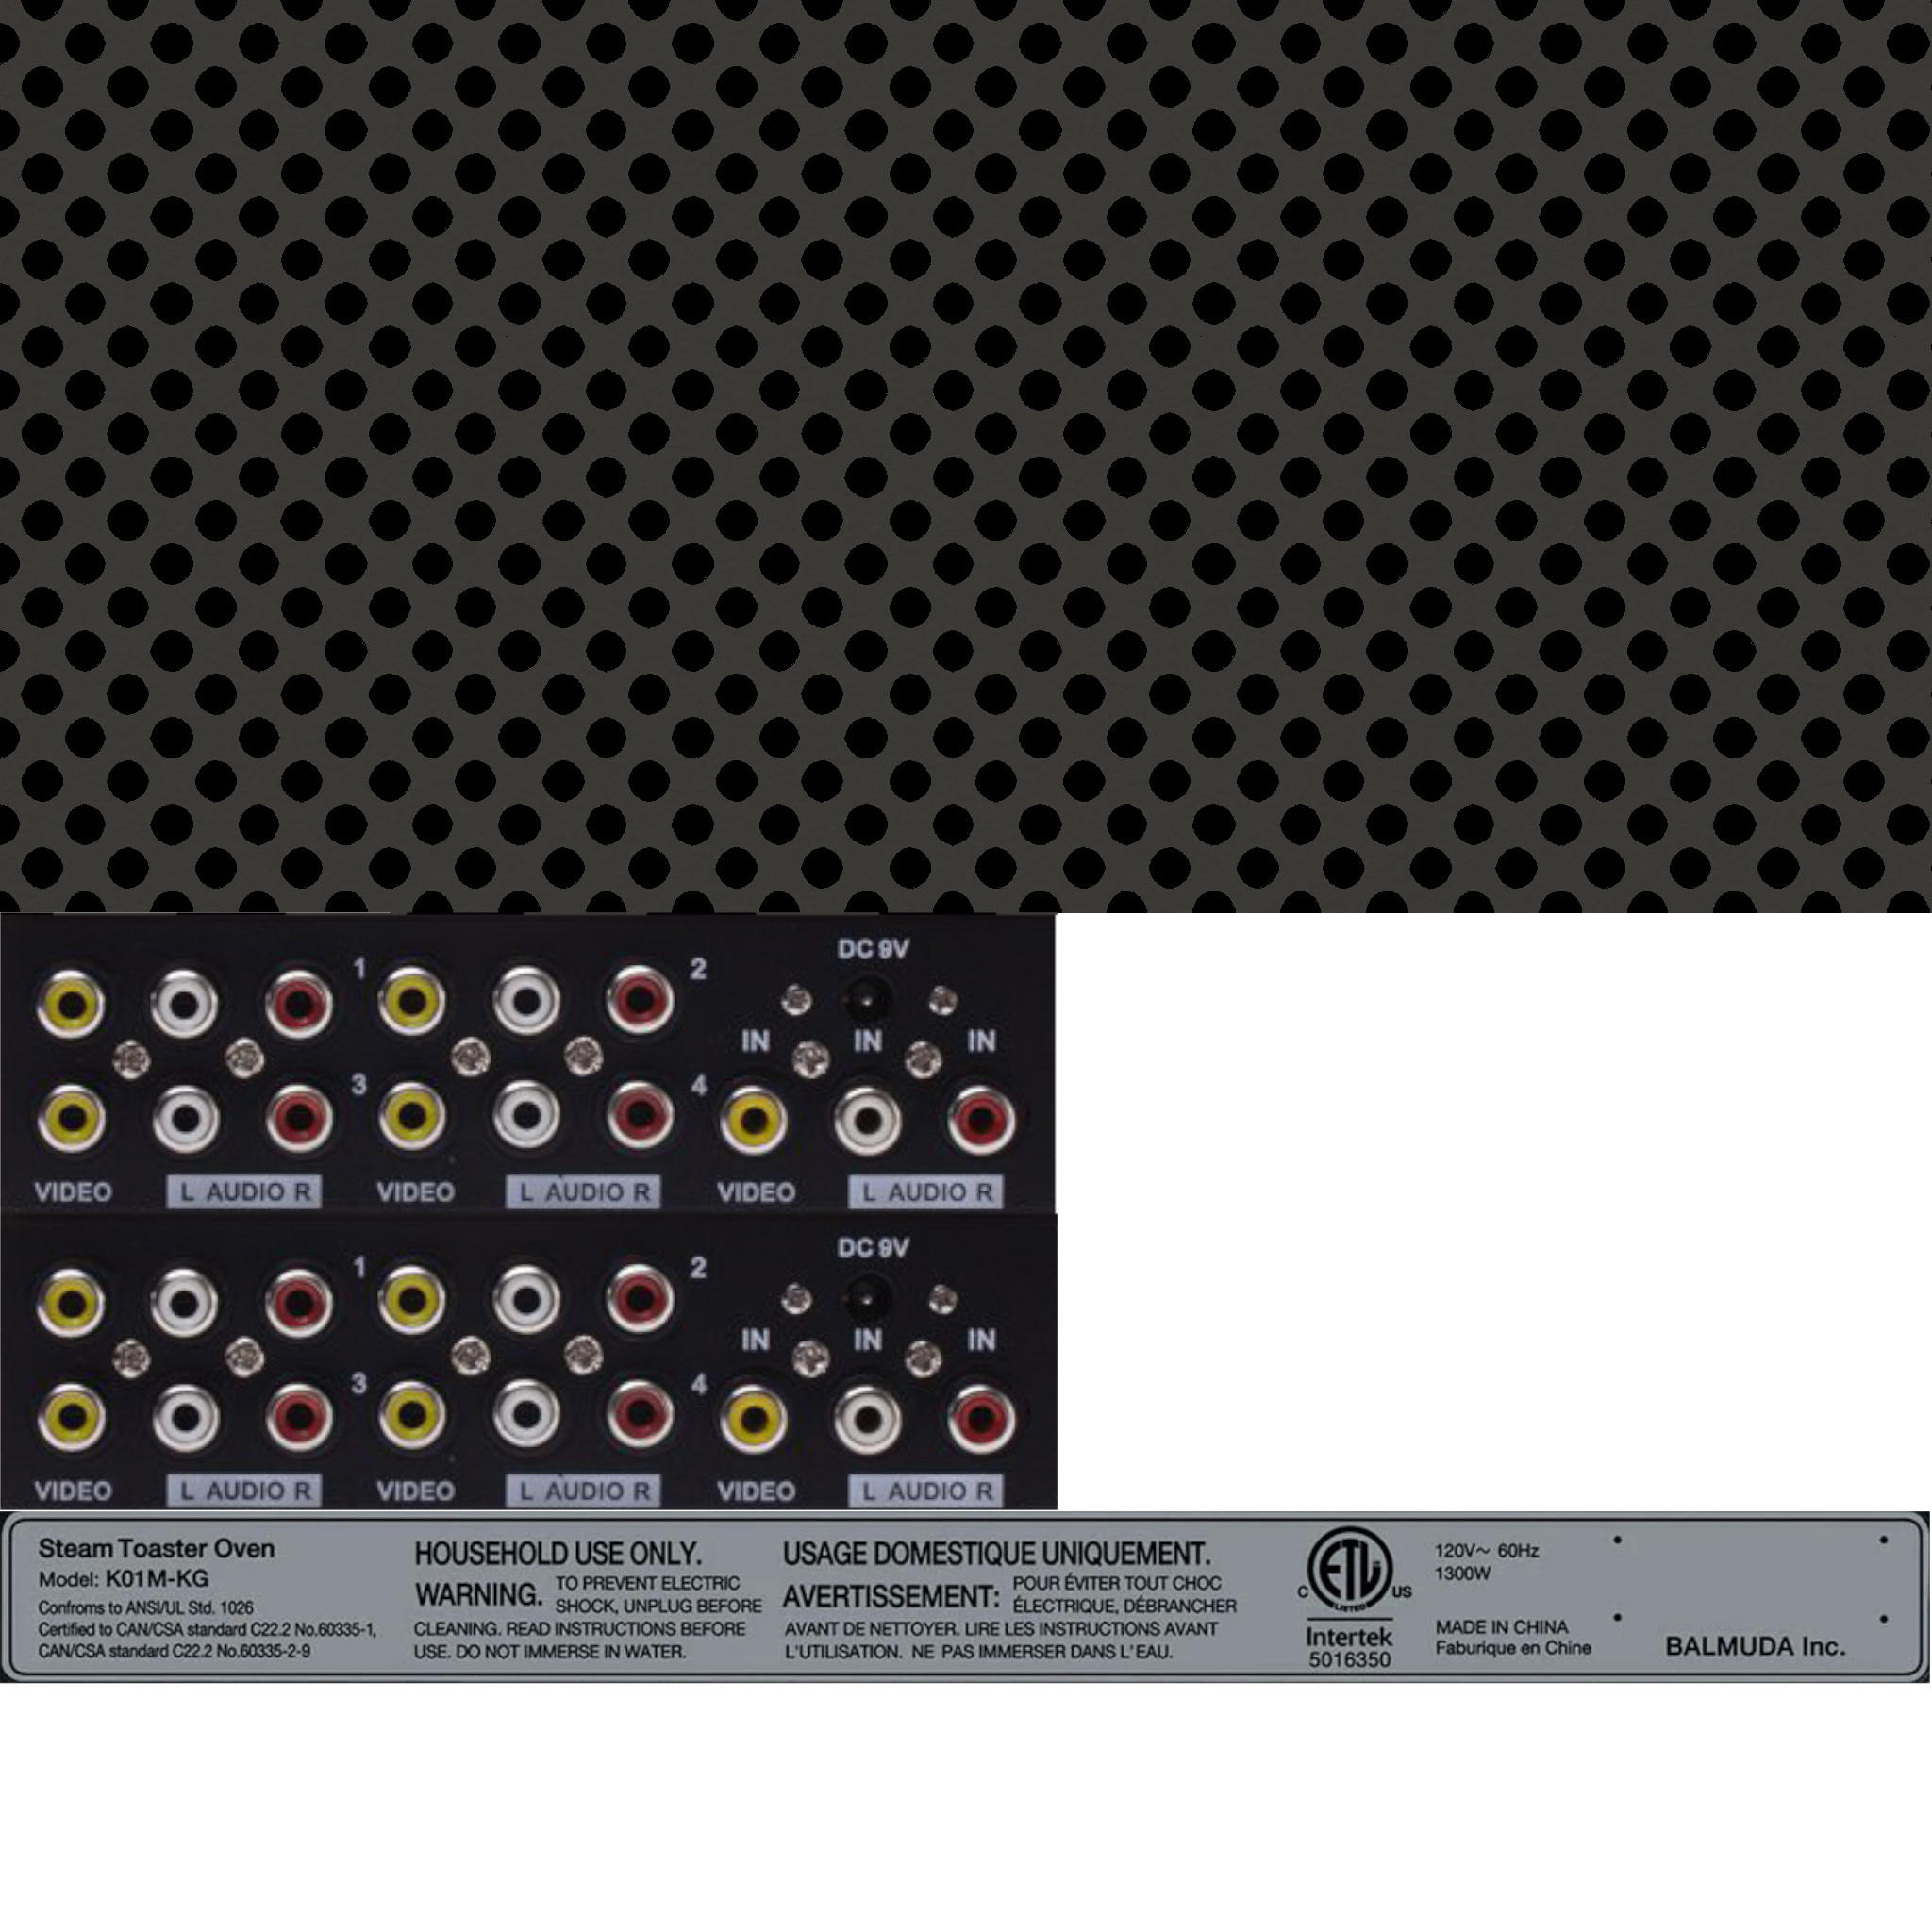 DC 9V
1 2
IN IN IN
3 4
VIDEO L AUDIO R VIDEO L AUDIO R VIDEO L AUDIO R
DC 9V
1 2
IN IN IN
3 4
VIDEO L AUDIO R VIDEO L AUDIO R VIDEO L AUDIO R
Steam Toaster Oven
Model: K01M-KG
Confroms to ANSI/UL Std. 1026
Certified to CAN/CSA standard C22.2 No.60335-1,
CAN/CSA standard C22.2 No.60335-2-9
HOUSEHOLD USE ONLY.
WARNING. TO PREVENT ELECTRIC
SHOCK, UNPLUG BEFORE
CLEANING. READ INSTRUCTIONS BEFORE
USE. DO NOT IMMERSE IN WATER.
USAGE DOMESTIQUE UNIQUEMENT.
AVERTISSEMENT: POUR ÉVITER TOUT CHOC
ÉLECTRIQUE, DÉBRANCHER
AVANT DE NETTOYER. LIRE LES INSTRUCTIONS AVANT
L'UTILISATION. NE PAS IMMERSER DANS L'EAU.
ETL
C US
LISTED
Intertek
5016350
120V~ 60Hz
1300W
MADE IN CHINA
Faburique en Chine
BALMUDA Inc.